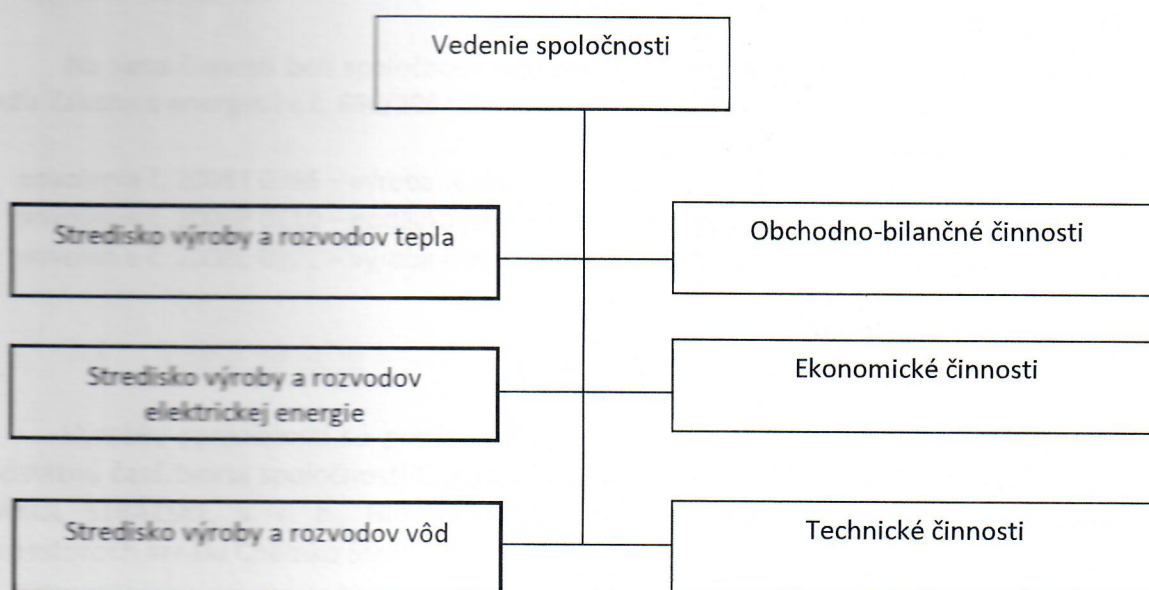 Vedenie spoločnosti
Stredisko výroby a rozvodov tepla
Obchodno-bilančné činnosti
Stredisko výroby a rozvodov
elektrickej energie
Ekonomické činnosti
Stredisko výroby a rozvodov vôd
Technické činnosti